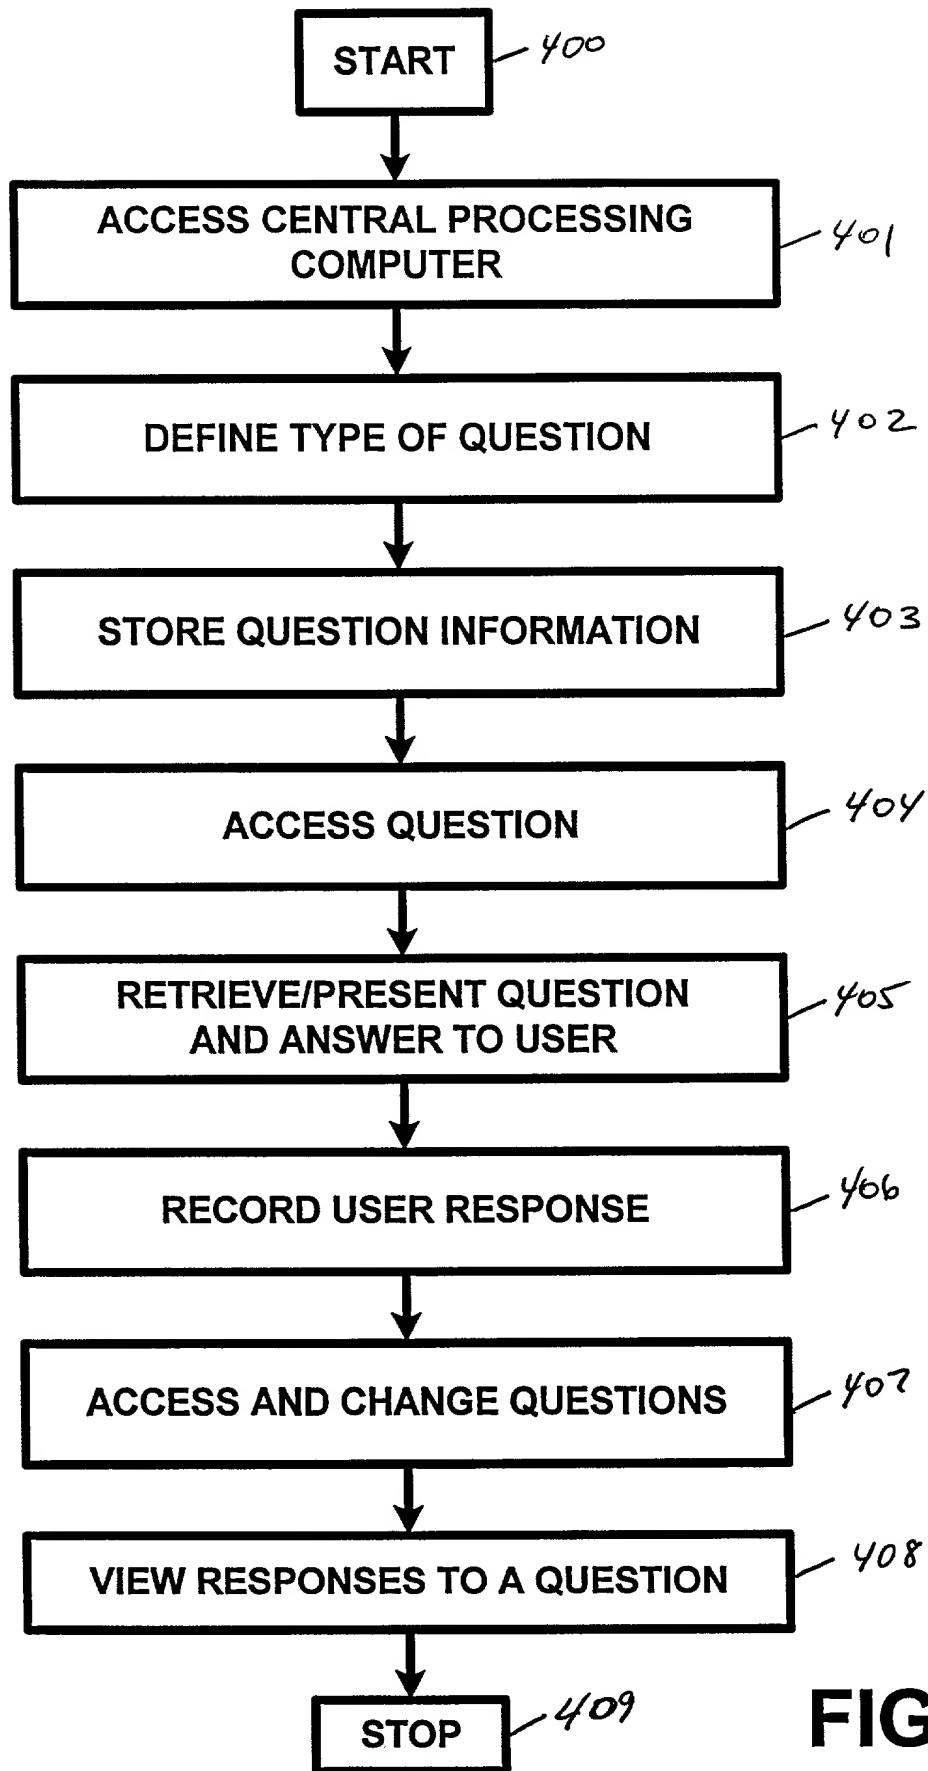 START
400
ACCESS CENTRAL PROCESSING
COMPUTER
401
DEFINE TYPE OF QUESTION
402
STORE QUESTION INFORMATION
403
ACCESS QUESTION
404
RETRIEVE/PRESENT QUESTION
AND ANSWER TO USER
405
RECORD USER RESPONSE
406
ACCESS AND CHANGE QUESTIONS
407
VIEW RESPONSES TO A QUESTION
408
STOP
409
FIG